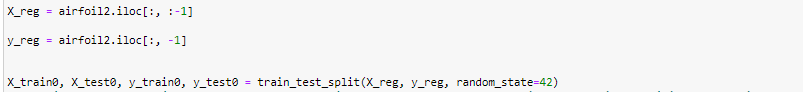 X_reg = airfoil2.iloc[:, :-1]
y_reg = airfoil2.iloc[:, -1]
X_train0, X_test0, y_train0, y_test0 = train_test_split(X_reg, y_reg, random_state=42)